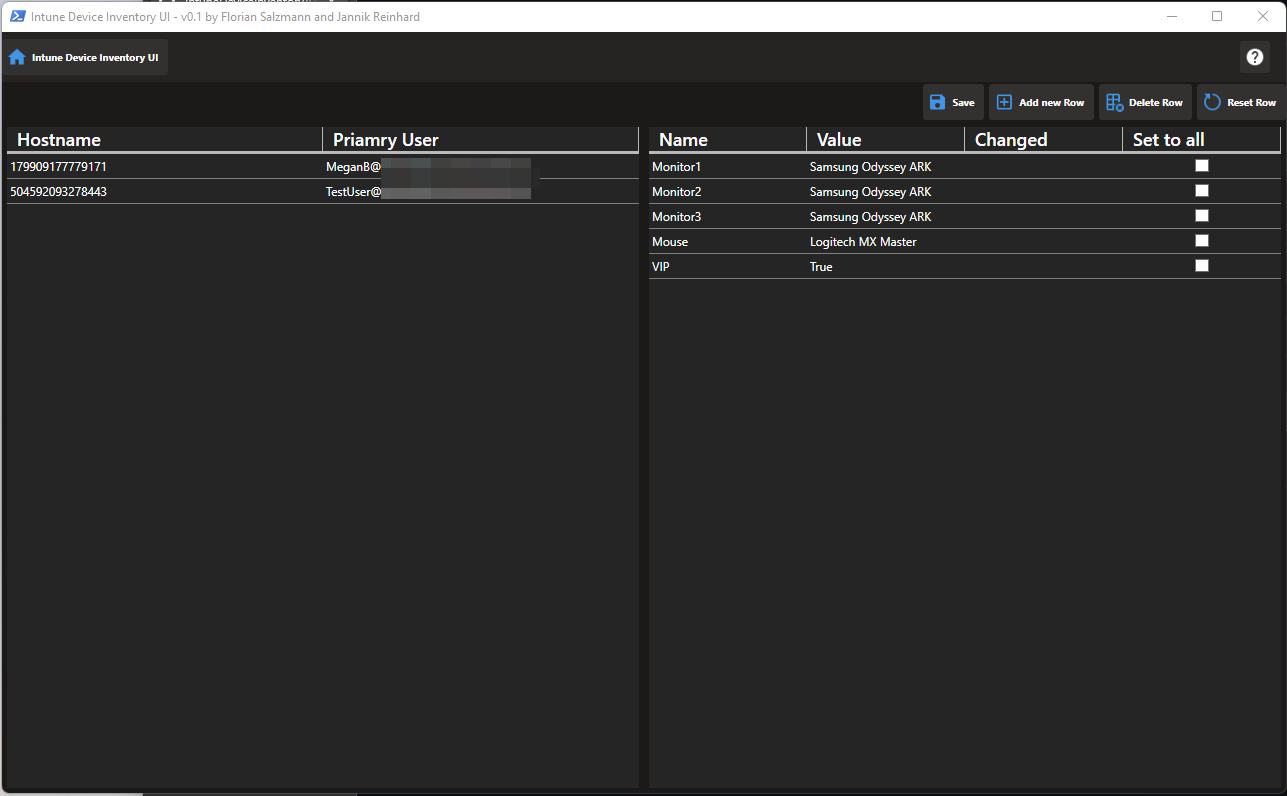 Intune Device Inventory UI - v0.1 by Florian Salzmann and Jannik Reinhard
Intune Device Inventory UI
Save Add new Row Delete Row Reset Row
Hostname Priamry User
179909177779171 MeganB@
504592093278443 TestUser@
Name Value Changed Set to all
Monitor1 Samsung Odyssey ARK
Monitor2 Samsung Odyssey ARK
Monitor3 Samsung Odyssey ARK
Mouse Logitech MX Master
VIP True